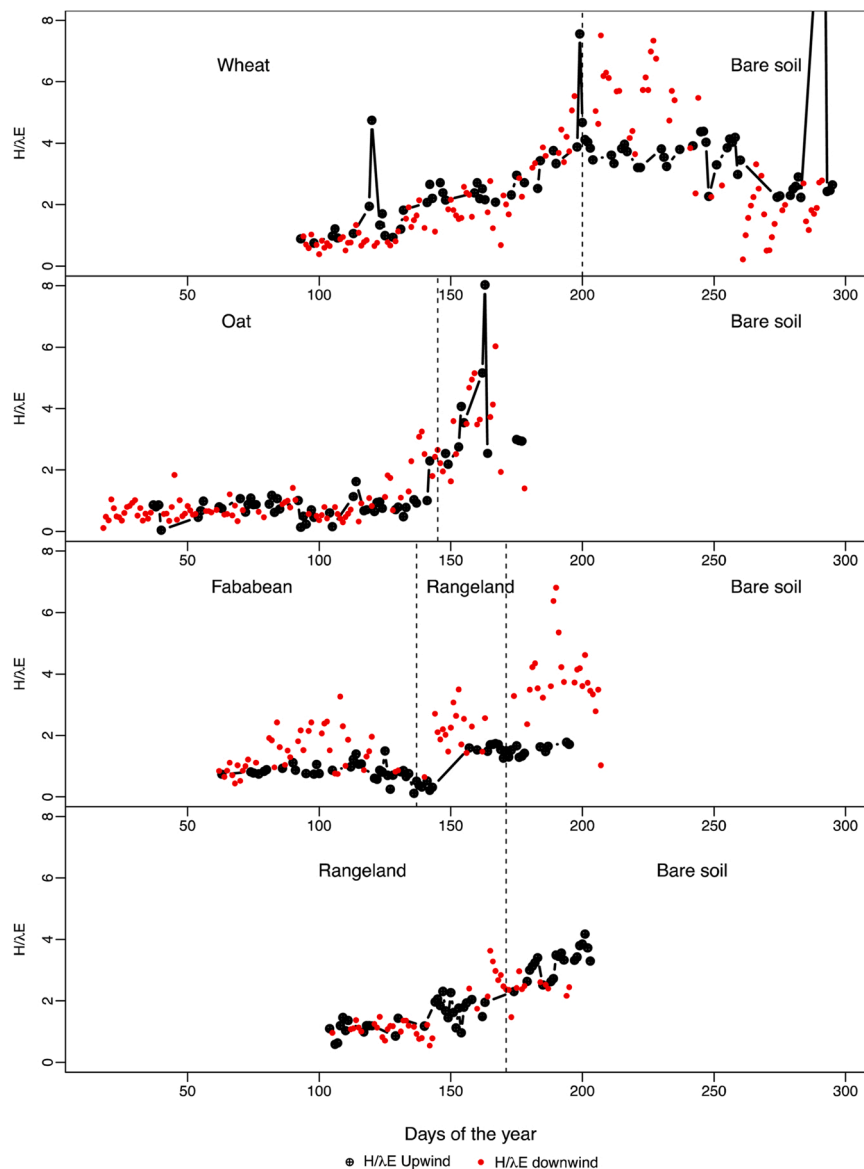 8
6
4
2
0
H/λE
Wheat
Bare soil
50 100 150 200 250 300
8
6
4
2
0
H/λE
Oat
Bare soil
50 100 150 200 250 300
8
6
4
2
0
H/λE
Fababean
Rangeland
Bare soil
50 100 150 200 250 300
8
6
4
2
0
H/λE
Rangeland
Bare soil
50 100 150 200 250 300
Days of the year
H/λE Upwind
H/λE downwind